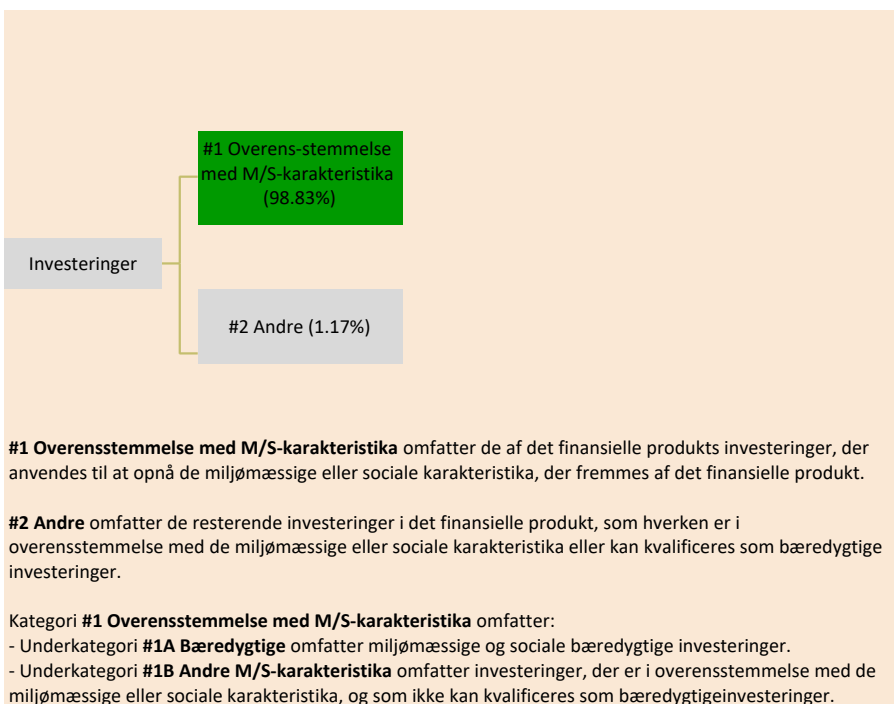 #1 Overens-stemmelse
med M/S-karakteristika
(98.83%)
Investeringer
#2 Andre (1.17%)
#1 Overensstemmelse med M/S-karakteristika omfatter de af det finansielle produkts investeringer, der
anvendes til at opnå de miljømæssige eller sociale karakteristika, der fremmes af det finansielle produkt.
#2 Andre omfatter de resterende investeringer i det finansielle produkt, som hverken er i
overensstemmelse med de miljømæssige eller sociale karakteristika eller kan kvalificeres som bæredygtige
investeringer.
Kategori #1 Overensstemmelse med M/S-karakteristika omfatter:
- Underkategori #1A Bæredygtige omfatter miljømæssige og sociale bæredygtige investeringer.
- Underkategori #1B Andre M/S-karakteristika omfatter investeringer, der er i overensstemmelse med de
miljømæssige eller sociale karakteristika, og som ikke kan kvalificeres som bæredygtigeinvesteringer.